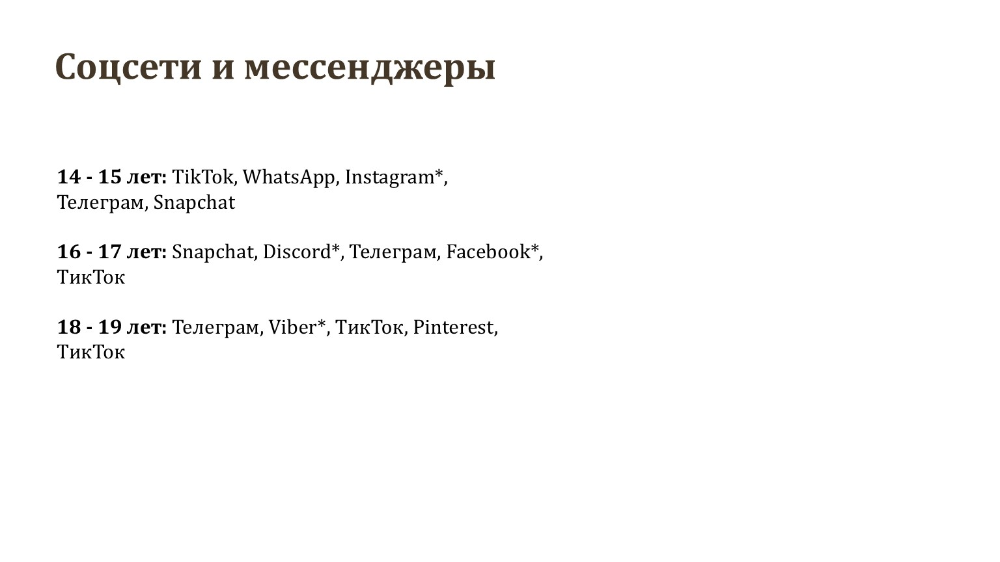 Соцсети и мессенджеры
14 - 15 лет: TikTok, WhatsApp, Instagram*,
Телеграм, Snapchat
16 - 17 лет: Snapchat, Discord*, Телеграм, Facebook*,
ТикТок
18 - 19 лет: Телеграм, Viber*, ТикТок, Pinterest,
ТикТок